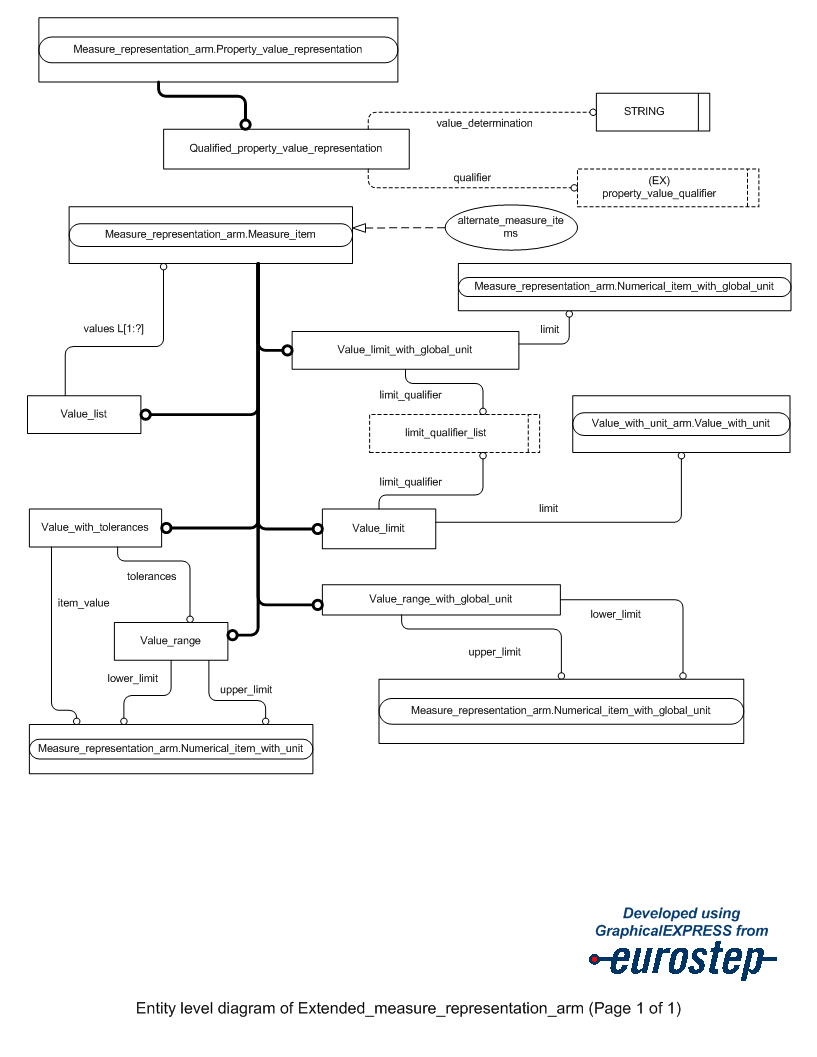 Measure_representation_arm.Property_value_representation
value_determination
STRING
Qualified_property_value_representation
qualifier
(EX)
property_value_qualifier
Measure_representation_arm.Measure_item
alternate_measure_ite
ms
Measure_representation_arm.Numerical_item_with_global_unit
values L[1:?]
limit
Value_limit_with_global_unit
limit_qualifier
Value_list
limit_qualifier_list
Value_with_unit_arm.Value_with_unit
limit_qualifier
limit
Value_with_tolerances
Value_limit
tolerances
item_value
Value_range_with_global_unit
lower_limit
Value_range
upper_limit
lower_limit
upper_limit
Measure_representation_arm.Numerical_item_with_global_unit
Measure_representation_arm.Numerical_item_with_unit
Developed using
GraphicalEXPRESS from
eurostep
Entity level diagram of Extended_measure_representation_arm (Page 1 of 1)